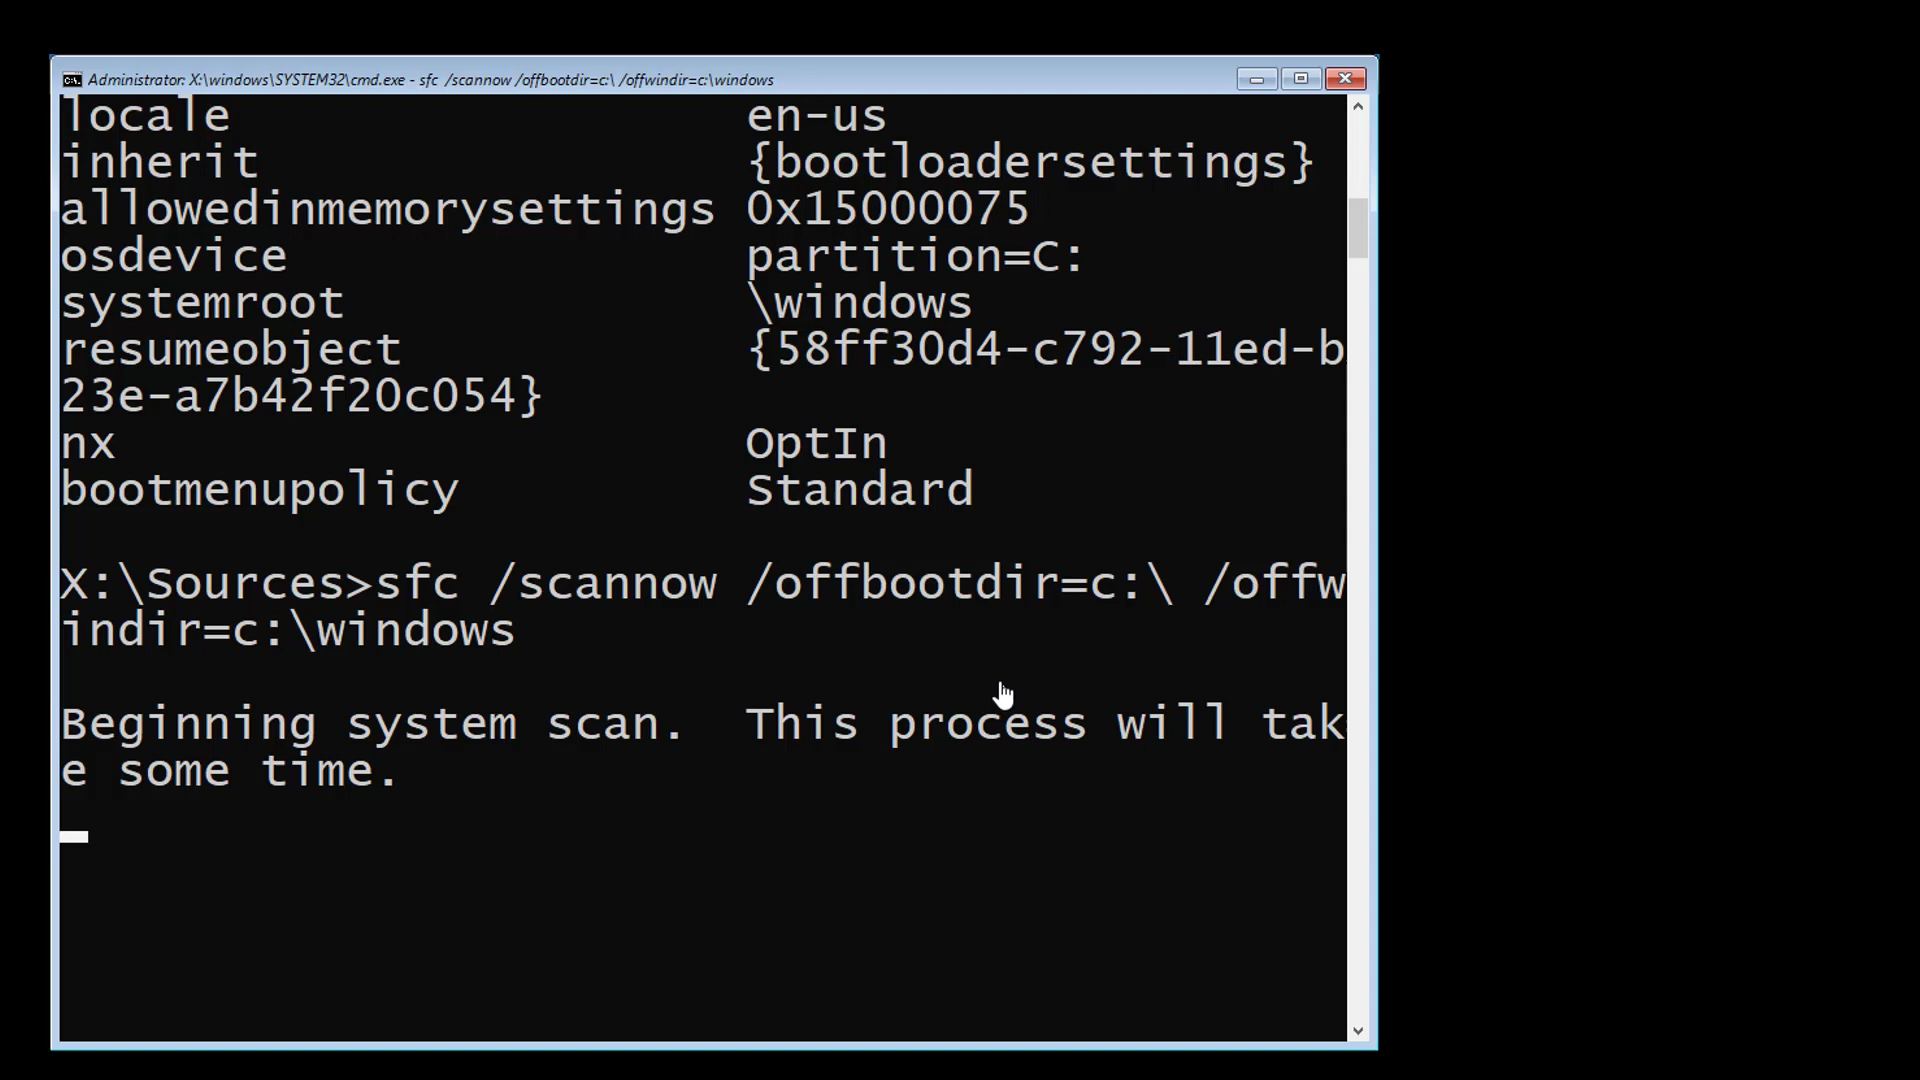 Administrator: X:\windows\SYSTEM32\cmd.exe - sfc /scannow /offbootdir=c:\ /offwindir=c:\windows
locale en-us
inherit {bootloadersettings}
allowedinmemorysettings 0x15000075
osdevice partition=C:
systemroot \windows
resumeobject {58ff30d4-c792-11ed-b
23e-a7b42f20c054}
nx OptIn
bootmenupolicy Standard
X:\Sources>sfc /scannow /offbootdir=c:\ /offw
indir=c:\windows
Beginning system scan. This process will tak
e some time.